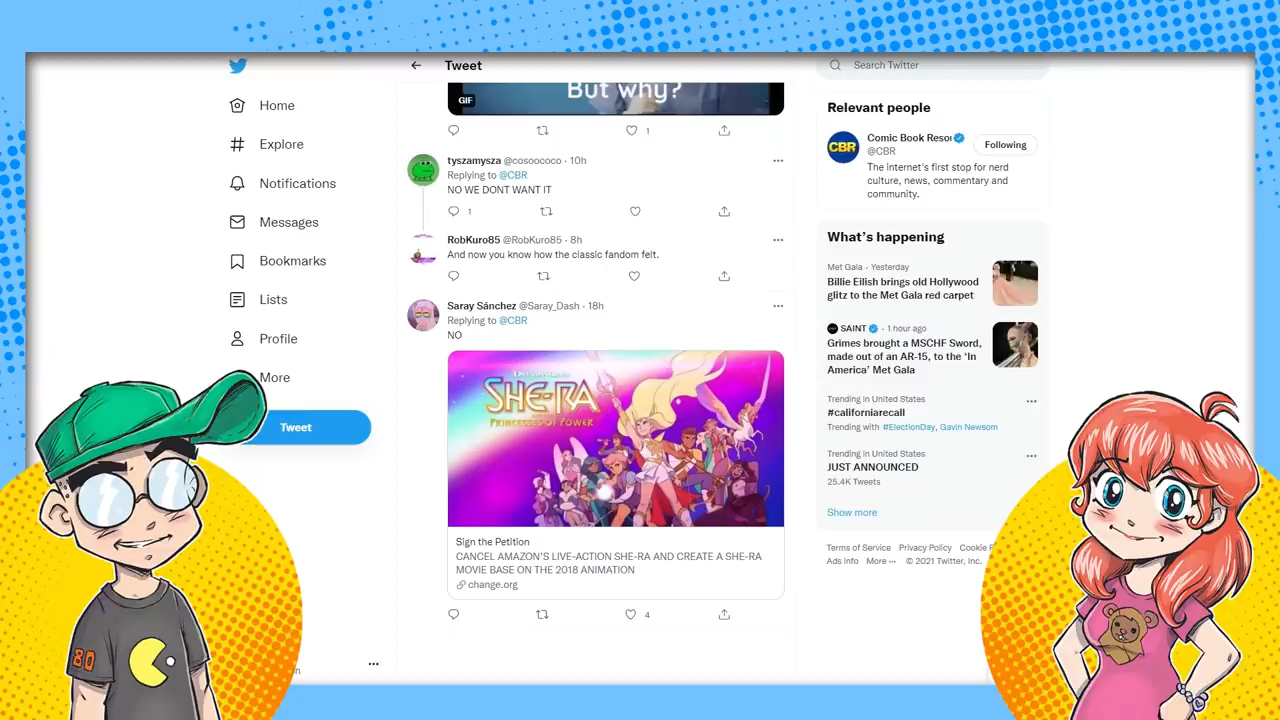 Tweet
Search Twitter
Home
Explore
Notifications
Messages
Bookmarks
Lists
Profile
More
Tweet
But why?
GIF
1
tyszamysza @cosoococo · 10h
Replying to @CBR
NO WE DONT WANT IT
1
RobKuro85 @RobKuro85 · 8h
And now you know how the classic fandom felt.
Saray Sánchez @Saray_Dash · 18h
Replying to @CBR
NO
SHE-RA
AND THE
PRINCESSES OF POWER
Sign the Petition
CANCEL AMAZON'S LIVE-ACTION SHE-RA AND CREATE A SHE-RA
MOVIE BASE ON THE 2018 ANIMATION
change.org
4
Relevant people
CBR
Comic Book Resou
@CBR
Following
The Internet's first stop for nerd
culture, news, commentary and
community.
What's happening
Met Gala · Yesterday
Billie Eilish brings old Hollywood
glitz to the Met Gala red carpet
SAINT · 1 hour ago
Grimes brought a MSCHF Sword,
made out of an AR-15, to the 'In
America' Met Gala
Trending in United States
#californiarecall
Trending with #ElectionDay, Gavin Newsom
Trending in United States
JUST ANNOUNCED
25.4K Tweets
Show more
Terms of Service Privacy Policy Cookie
Ads info More ··· © 2021 Twitter, Inc.
80